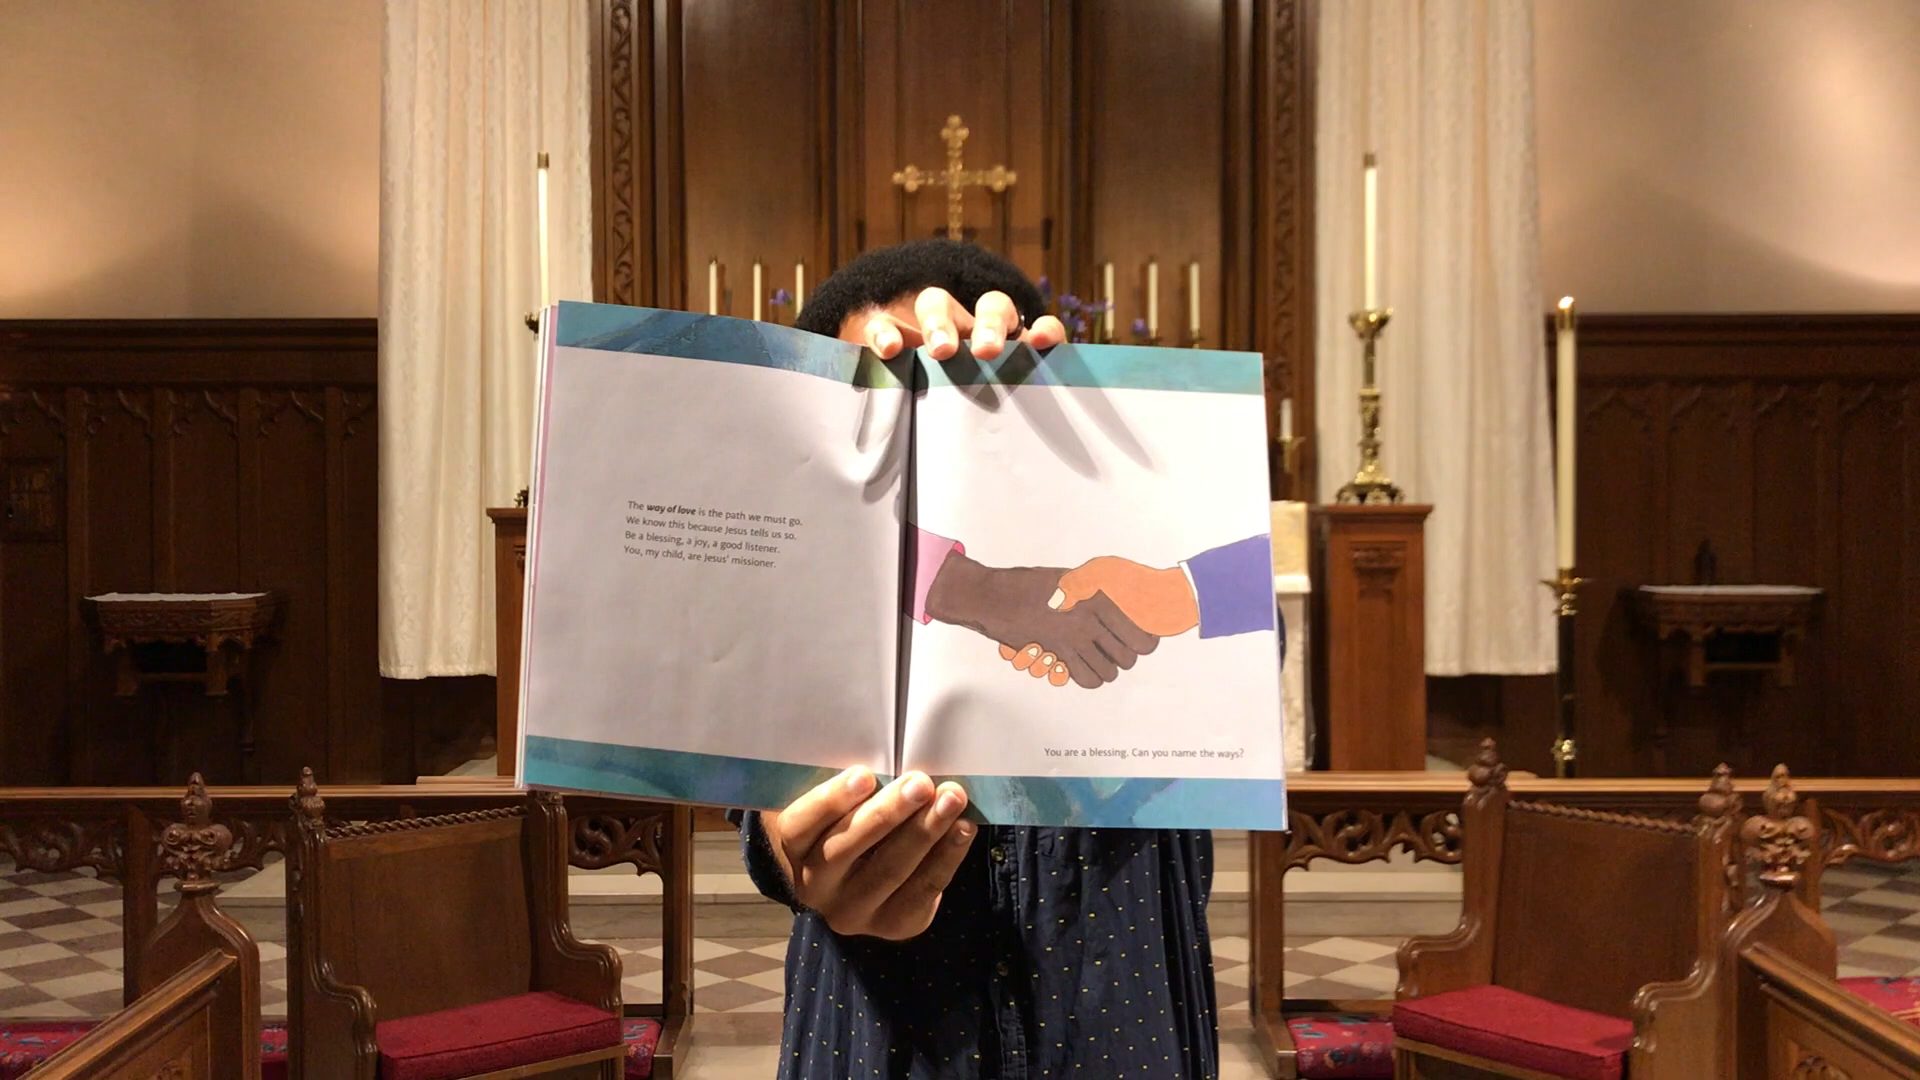 The way of love is the path we must go.
We know this because Jesus tells us so.
Be a blessing, a joy, a good listener.
You, my child, are Jesus' missioner.
You are a blessing. Can you name the ways?